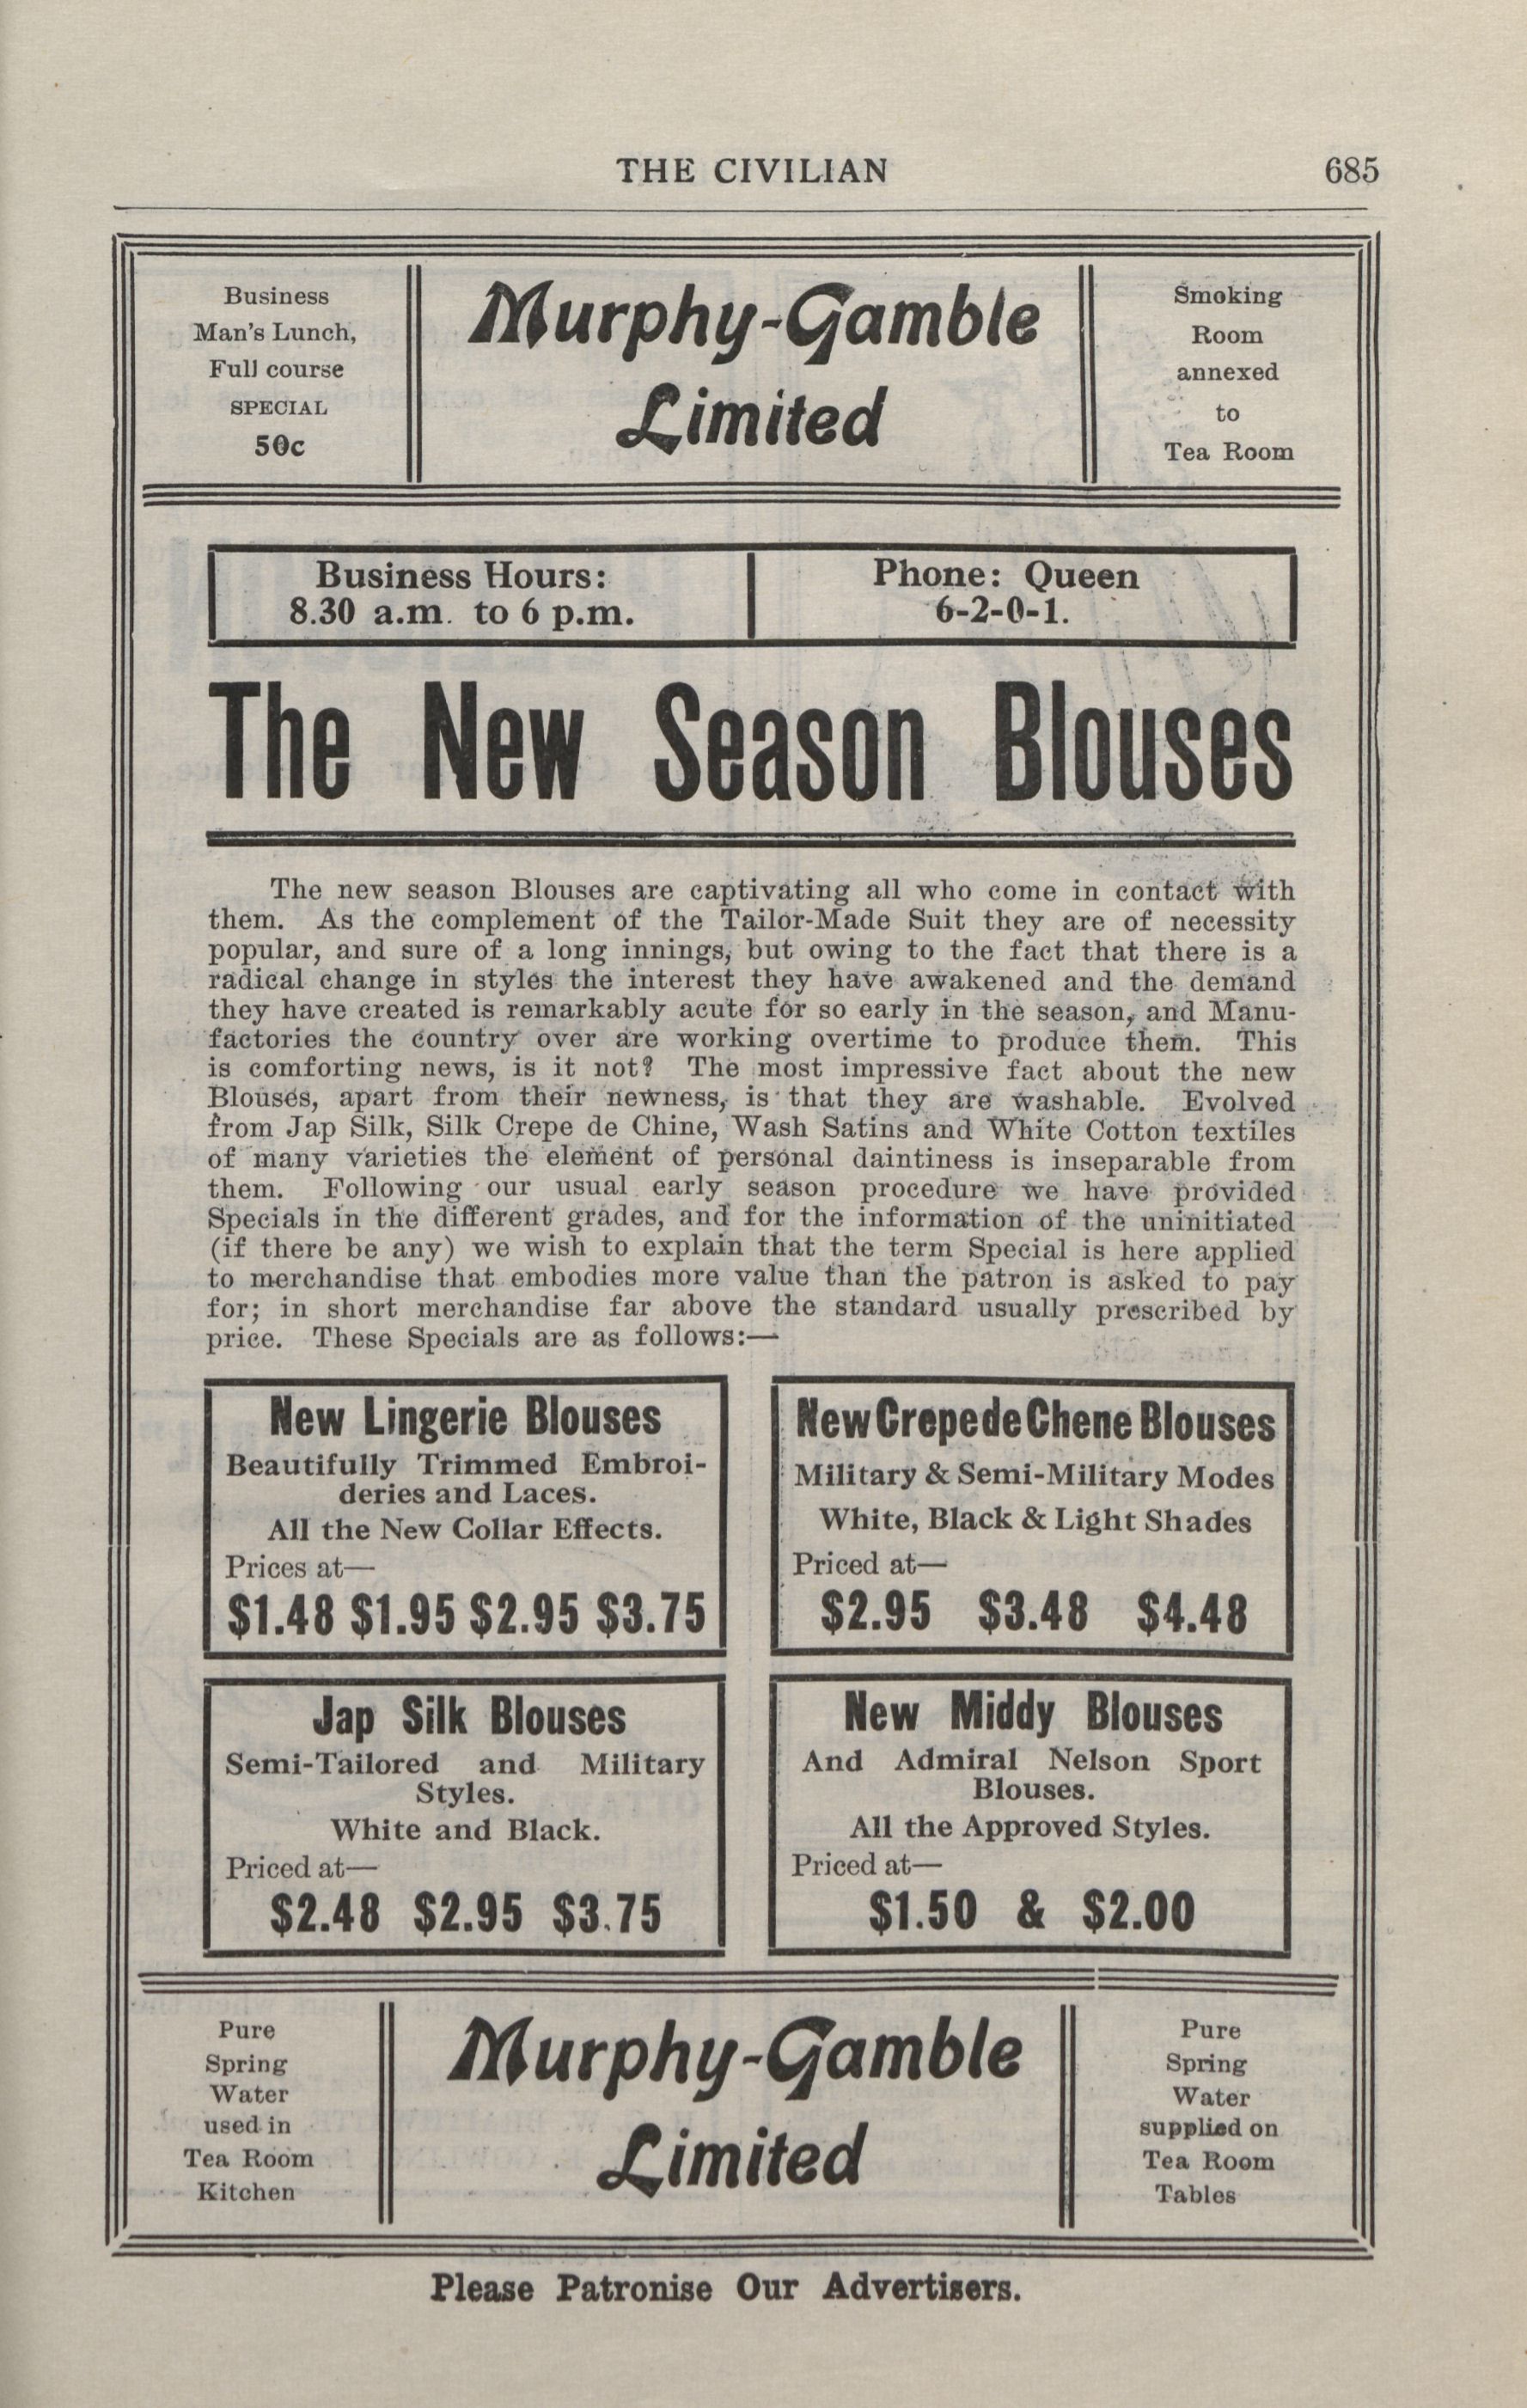 THE CIVILIAN 685
Business
Man's Lunch,
Full course
SPECIAL
50c
Murphy-Gamble
Limited
Smoking
Room
annexed
to
Tea Room
Business Hours:
8.30 a.m. to 6 p.m.
Phone: Queen
6-2-0-1.
The New Season Blouses
The new season Blouses are captivating all who come in contact with
them. As the complement of the Tailor-Made Suit they are of necessity
popular, and sure of a long innings, but owing to the fact that there is a
radical change in styles the interest they have awakened and the demand
they have created is remarkably acute for so early in the season, and Manu-
factories the country over are working overtime to produce them. This
is comforting news, is it not? The most impressive fact about the new
Blouses, apart from their newness, is that they are washable. Evolved
from Jap Silk, Silk Crepe de Chine, Wash Satins and White Cotton textiles
of many varieties the element of personal daintiness is inseparable from
them. Following our usual early season procedure we have provided
Specials in the different grades, and for the information of the uninitiated
(if there be any) we wish to explain that the term Special is here applied
to merchandise that embodies more value than the patron is asked to pay
for; in short merchandise far above the standard usually prescribed by
price. These Specials are as follows:—
New Lingerie Blouses
Beautifully Trimmed Embroi-
deries and Laces.
All the New Collar Effects.
Prices at—
$1.48 $1.95 $2.95 $3.75
New Crepe de Chene Blouses
Military & Semi-Military Modes
White, Black & Light Shades
Priced at—
$2.95 $3.48 $4.48
Jap Silk Blouses
Semi-Tailored and Military
Styles.
White and Black.
Priced at—
$2.48 $2.95 $3.75
New Middy Blouses
And Admiral Nelson Sport
Blouses.
All the Approved Styles.
Priced at—
$1.50 & $2.00
Pure
Spring
Water
used in
Tea Room
Kitchen
Murphy-Gamble
Limited
Pure
Spring
Water
supplied on
Tea Room
Tables
Please Patronise Our Advertisers.